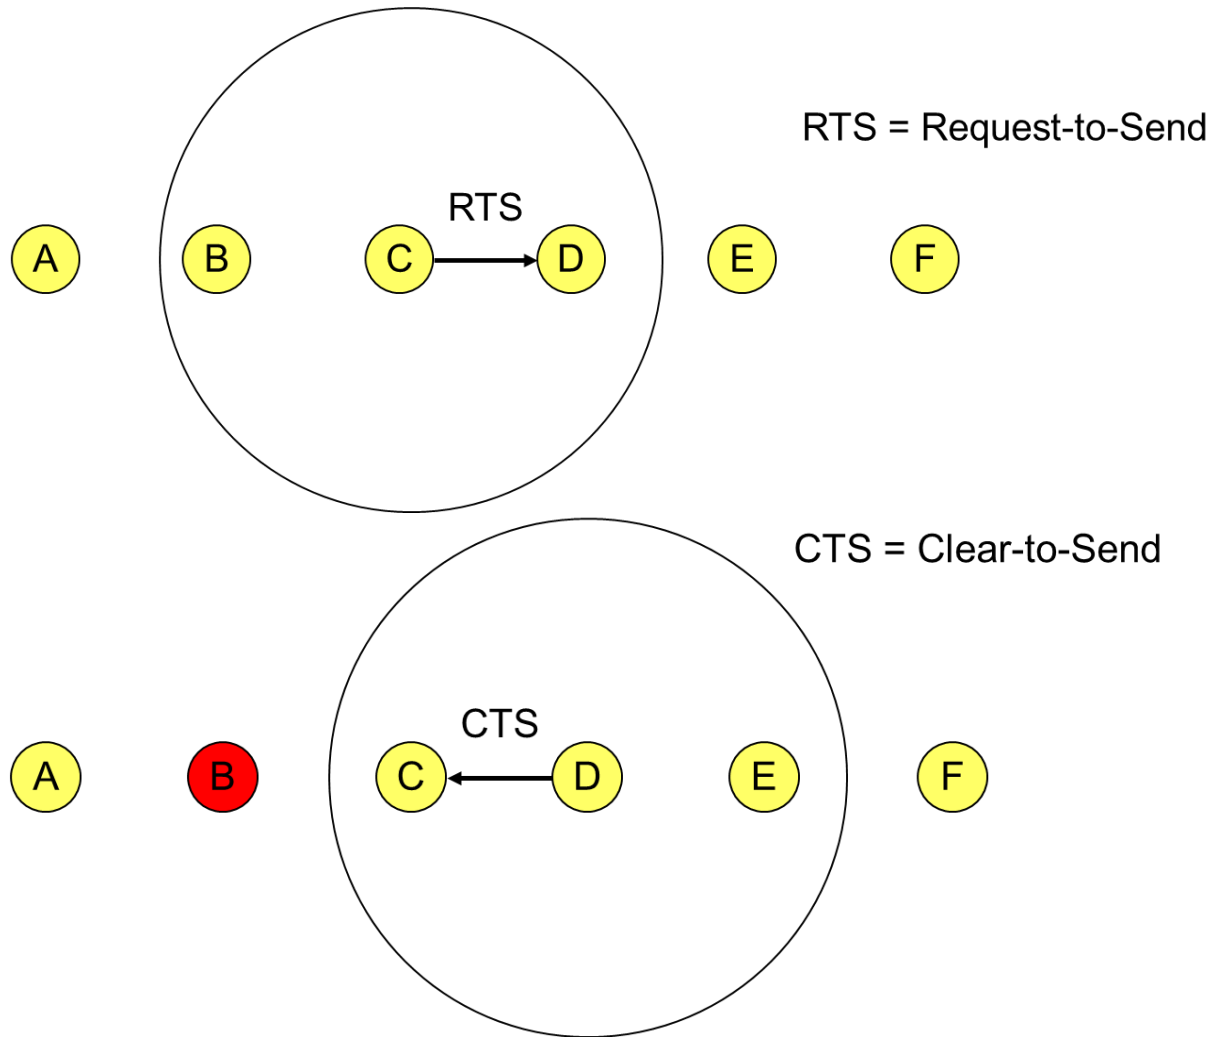 RTS = Request-to-Send
RTS
A B C D E F
CTS = Clear-to-Send
CTS
A B C D E F